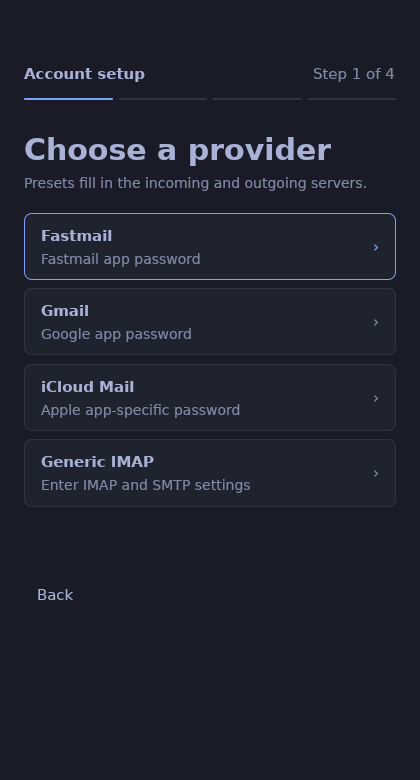 Account setup
Step 1 of 4
Choose a provider
Presets fill in the incoming and outgoing servers.
Fastmail
Fastmail app password
›
Gmail
Google app password
›
iCloud Mail
Apple app-specific password
›
Generic IMAP
Enter IMAP and SMTP settings
›
Back